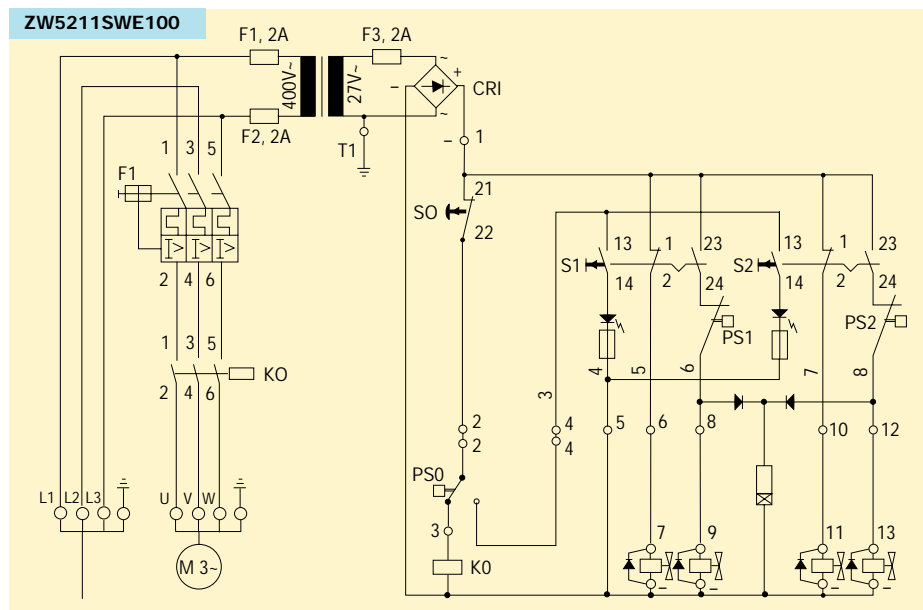 ZW5211SWE100
F1, 2A
F3, 2A
400V~
27V~
~
+
-
CRI
~
F2, 2A
T1
- 1
1 3 5
F1
21
SO
22
I> I> I>
2 4 6
13 1 23 13 1 23
S1 S2
14 2 24 14 2 24
PS1 PS2
1 3 5
KO
2 4 6
3 4 5 6 7 8
2 4 5 6 8 10 12
2 4
PS0
L1 L2 L3 U V W
3
7 9 11 13
M 3~
K0
- - - -